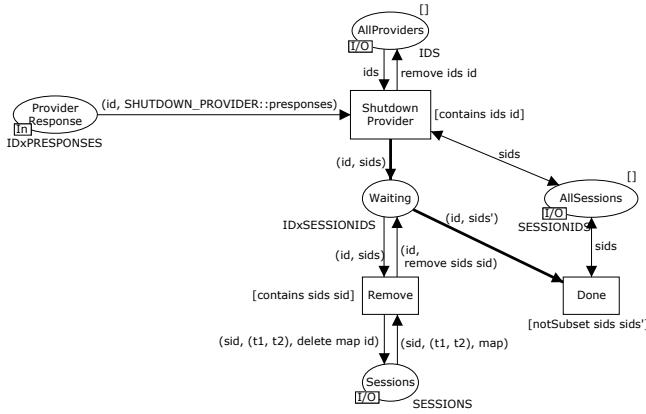 []
AllProviders
I/O
IDS
ids
remove ids id
Provider
Response
In
IDxPRESPONSES
(id, SHUTDOWN_PROVIDER::presponses)
Shutdown
Provider
[contains ids id]
(id, sids)
sids
[]
AllSessions
I/O
SESSIONIDS
Waiting
IDxSESSIONIDS
(id, sids')
sids
(id, sids)
(id,
remove sids sid)
[contains sids sid]
Remove
Done
[notSubset sids sids']
(sid, (t1, t2), delete map id)
(sid, (t1, t2), map)
Sessions
I/O
SESSIONS